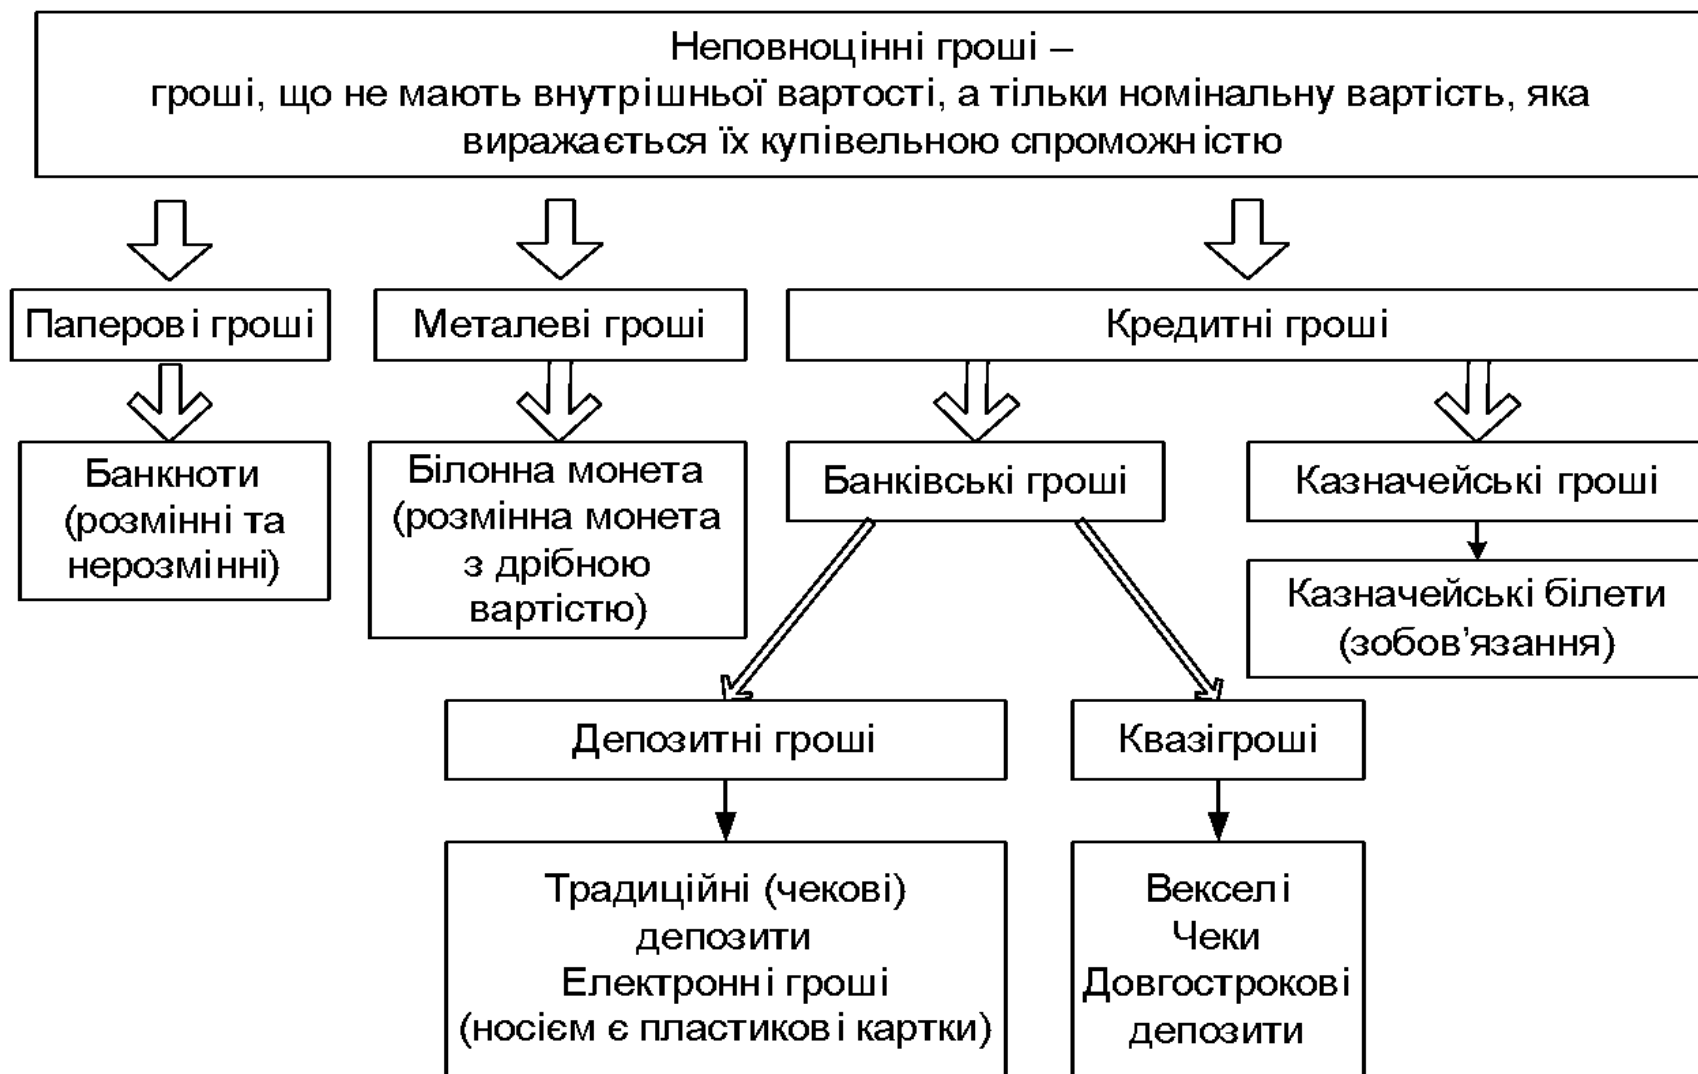 Неповноцінні гроші –
гроші, що не мають внутрішньої вартості, а тільки номінальну вартість, яка
виражається їх купівельною спроможністю
Паперові гроші
Металеві гроші
Кредитні гроші
Банкноти
(розмінні та
нерозмінні)
Білонна монета
(розмінна монета
з дрібною
вартістю)
Банківські гроші
Казначейські гроші
Казначейські білети
(зобов’язання)
Депозитні гроші
Квазігроші
Традиційні (чекові)
депозити
Електронні гроші
(носієм є пластикові картки)
Векселі
Чеки
Довгострокові
депозити